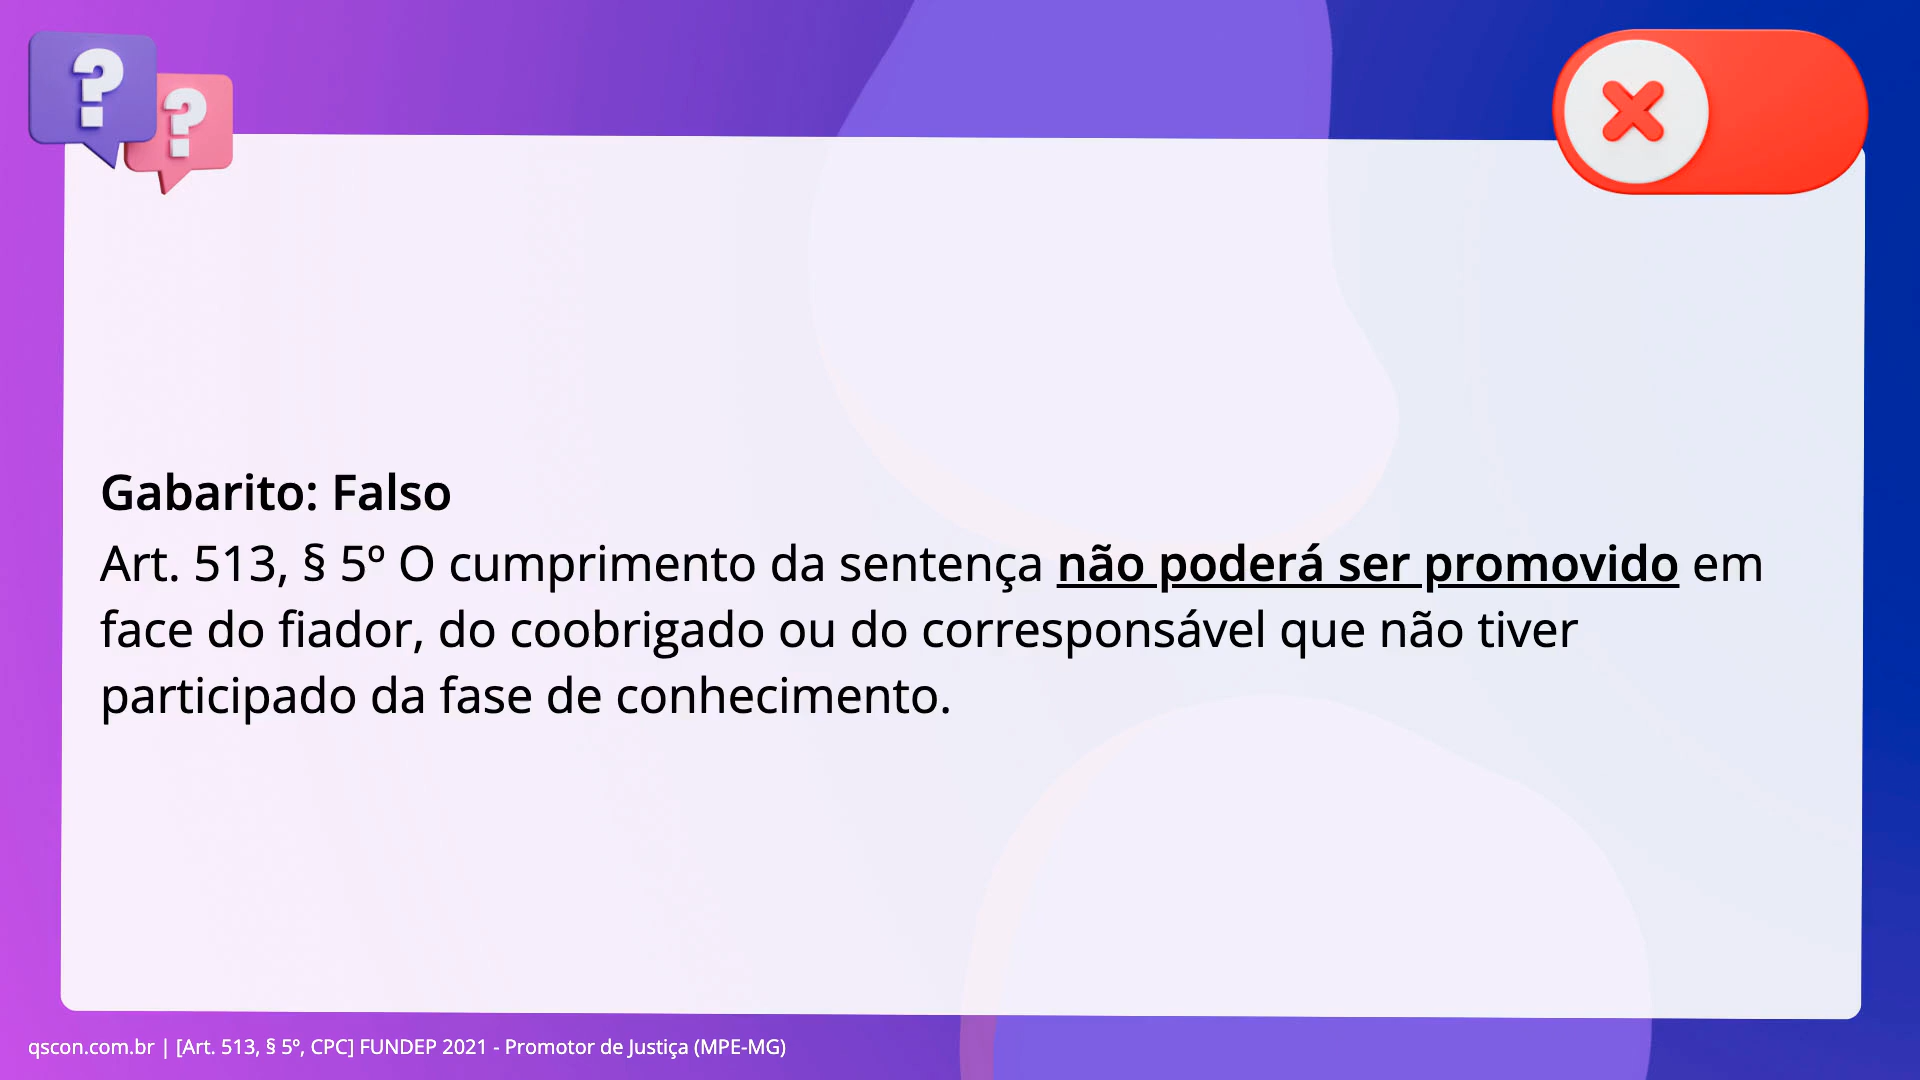 Gabarito: Falso
Art. 513, § 5º O cumprimento da sentença não poderá ser promovido em
face do fiador, do coobrigado ou do corresponsável que não tiver
participado da fase de conhecimento.
qscon.com.br | [Art. 513, § 5º, CPC] FUNDEP 2021 - Promotor de Justiça (MPE-MG)